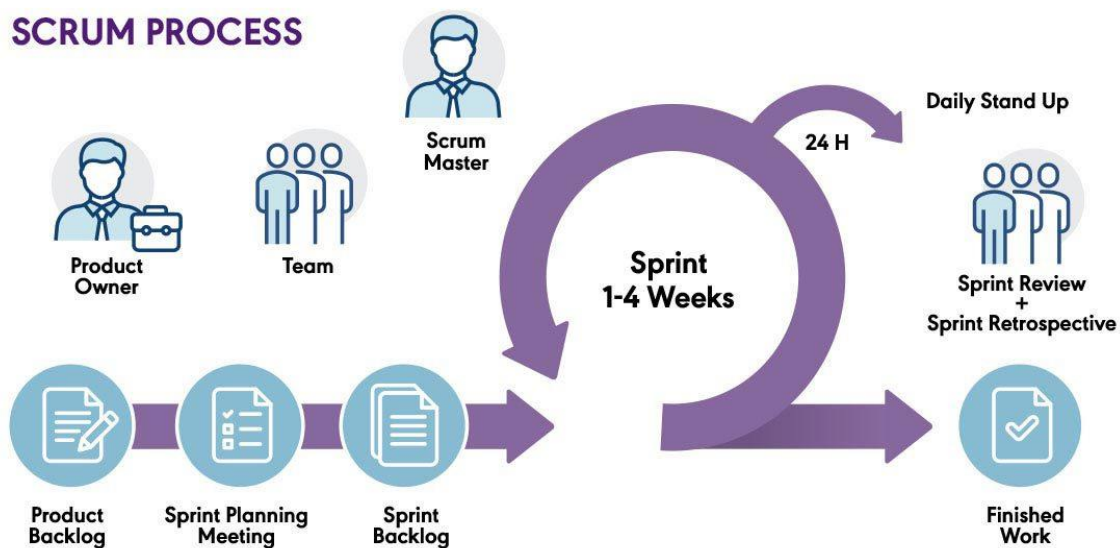 SCRUM PROCESS
Scrum
Master
Product
Owner
Team
Daily Stand Up
24 H
Sprint
1-4 Weeks
Sprint Review
+
Sprint Retrospective
Product
Backlog
Sprint Planning
Meeting
Sprint
Backlog
Finished
Work